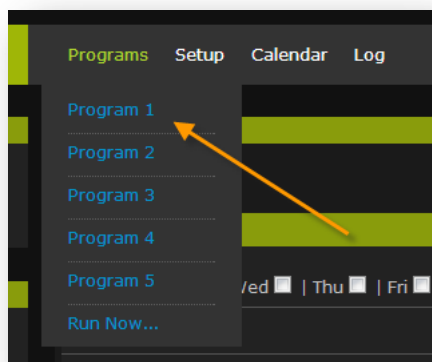 Programs Setup Calendar Log
Program 1
Program 2
Program 3
Program 4
Program 5
| Thu | Fri
Run Now...